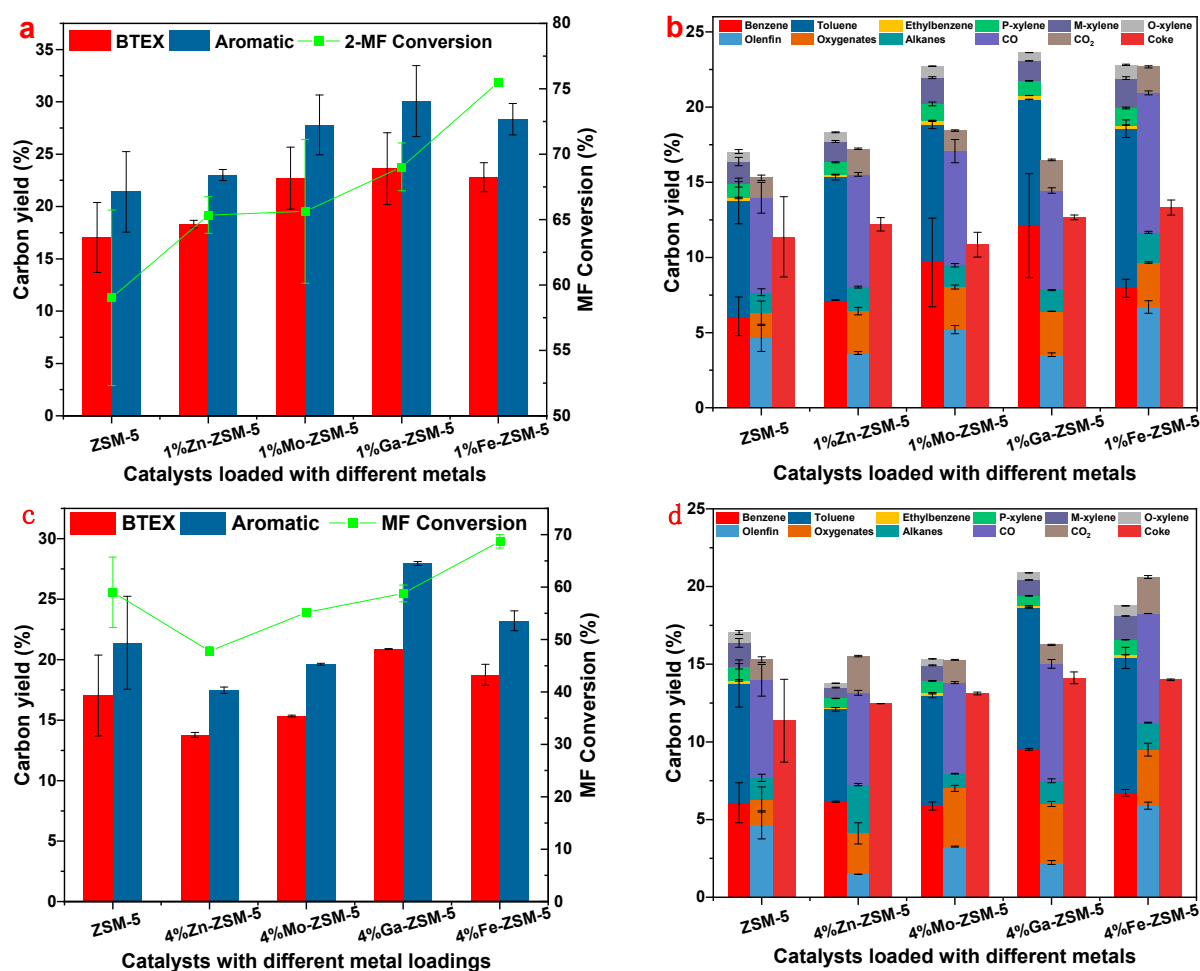 a
BTEX Aromatic 2-MF Conversion
Carbon yield (%)
35
30
25
20
15
10
5
0
80
75
70
65
60
55
50
MF Conversion (%)
ZSM-5 1%Zn-ZSM-5 1%Mo-ZSM-5 1%Ga-ZSM-5 1%Fe-ZSM-5
Catalysts loaded with different metals
b
Benzene Toluene Ethylbenzene P-xylene M-xylene O-xylene
Olenfin Oxygenates Alkanes CO CO₂ Coke
Carbon yield (%)
25
20
15
10
5
0
ZSM-5 1%Zn-ZSM-5 1%Mo-ZSM-5 1%Ga-ZSM-5 1%Fe-ZSM-5
Catalysts loaded with different metals
c
BTEX Aromatic MF Conversion
Carbon yield (%)
30
25
20
15
10
5
0
70
60
50
40
30
20
10
0
MF Conversion (%)
ZSM-5 4%Zn-ZSM-5 4%Mo-ZSM-5 4%Ga-ZSM-5 4%Fe-ZSM-5
Catalysts with different metal loadings
d
Benzene Toluene Ethylbenzene P-xylene M-xylene O-xylene
Olenfin Oxygenates Alkanes CO CO₂ Coke
Carbon yield (%)
25
20
15
10
5
0
ZSM-5 4%Zn-ZSM-5 4%Mo-ZSM-5 4%Ga-ZSM-5 4%Fe-ZSM-5
Catalysts loaded with different metals